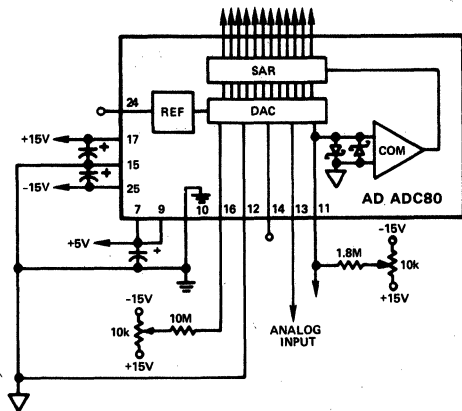 SAR
24
REF
DAC
+15V
17
COM
15
-15V
25
AD ADC80
7
9
10
16
12
14
13
11
+5V
-15V
1.8M
10k
+15V
-15V
10M
10k
ANALOG
INPUT
+15V